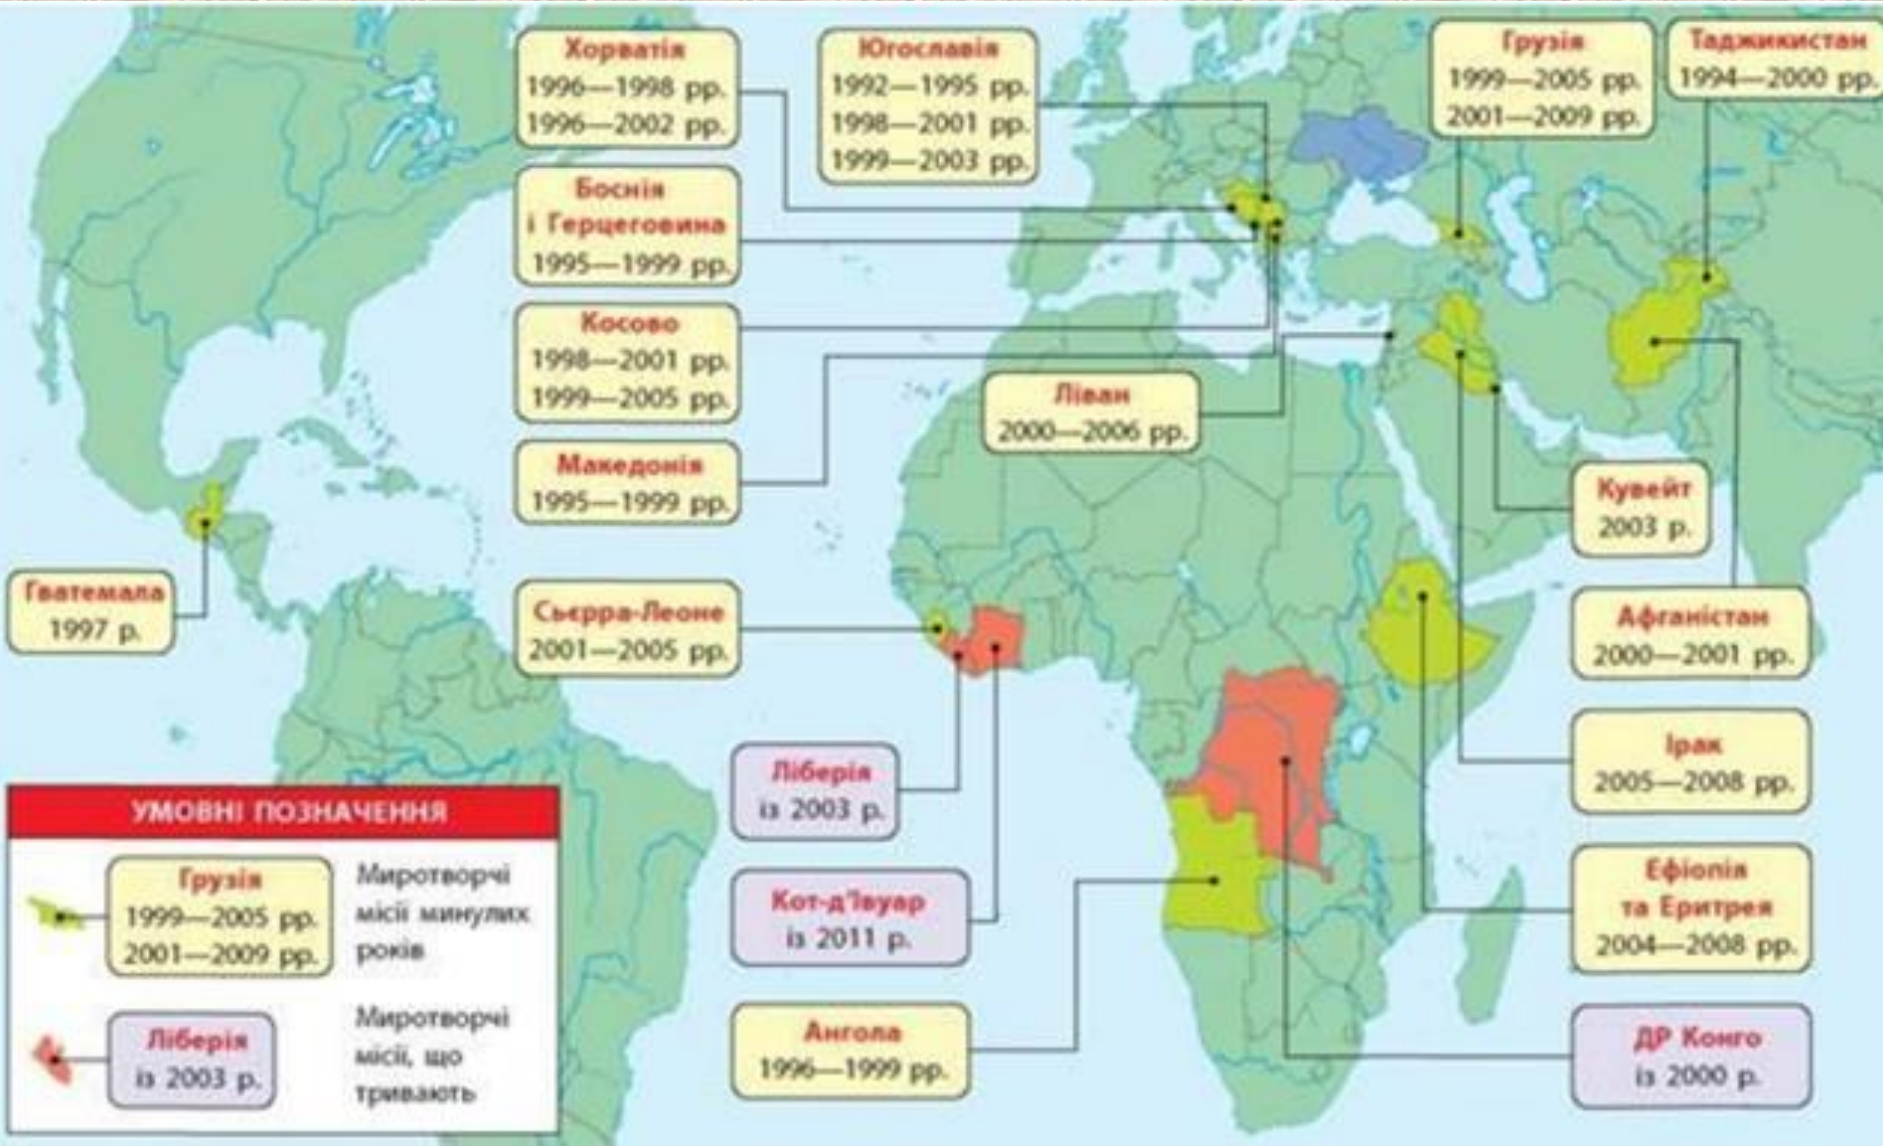 Хорватія
1996—1998 рр.
1996—2002 рр.
Югославія
1992—1995 рр.
1998—2001 рр.
1999—2003 рр.
Грузія
1999—2005 рр.
2001—2009 рр.
Таджикистан
1994—2000 рр.
Боснія
і Герцеговина
1995—1999 рр.
Косово
1998—2001 рр.
1999—2005 рр.
Ліван
2000—2006 рр.
Македонія
1995—1999 рр.
Кувейт
2003 р.
Гватемала
1997 р.
Сьєрра-Леоне
2001—2005 рр.
Афганістан
2000—2001 рр.
Ліберія
із 2003 р.
Ірак
2005—2008 рр.
Кот-д'Івуар
із 2011 р.
Ефіопія
та Еритрея
2004—2008 рр.
Ангола
1996—1999 рр.
ДР Конго
із 2000 р.
УМОВНІ ПОЗНАЧЕННЯ
Грузія
1999—2005 рр.
2001—2009 рр.
Миротворчі
місії минулих
років
Ліберія
із 2003 р.
Миротворчі
місії, що
тривають